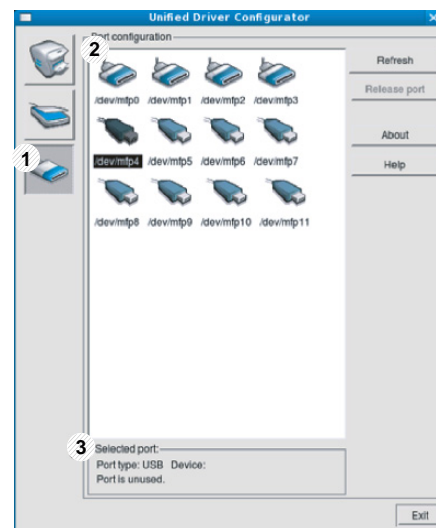 Unified Driver Configurator
2
Port configuration
Refresh
/dev/mfp0 /dev/mfp1 /dev/mfp2 /dev/mfp3
Release port
About
1
/dev/mfp4 /dev/mfp5 /dev/mfp6 /dev/mfp7
Help
/dev/mfp8 /dev/mfp9 /dev/mfp10 /dev/mfp11
3
Selected port:
Port type: USB Device:
Port is unused.
Exit